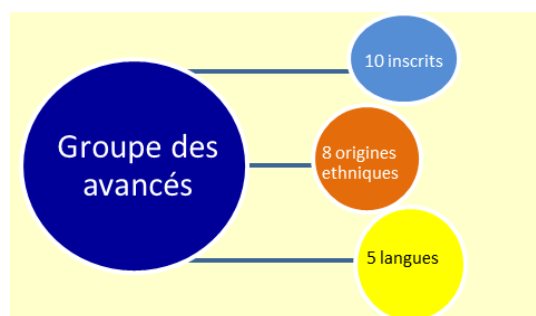 Groupe des
avancés
10 inscrits
8 origines
ethniques
5 langues